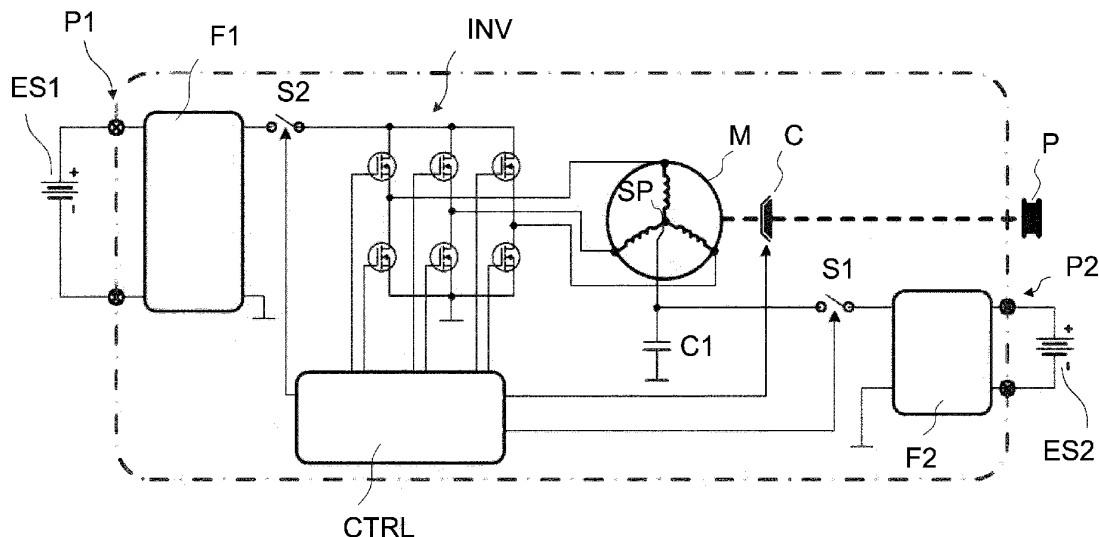 P1
F1
INV
ES1
S2
M
C
P
SP
+
-
S1
P2
C1
+
-
F2
ES2
CTRL